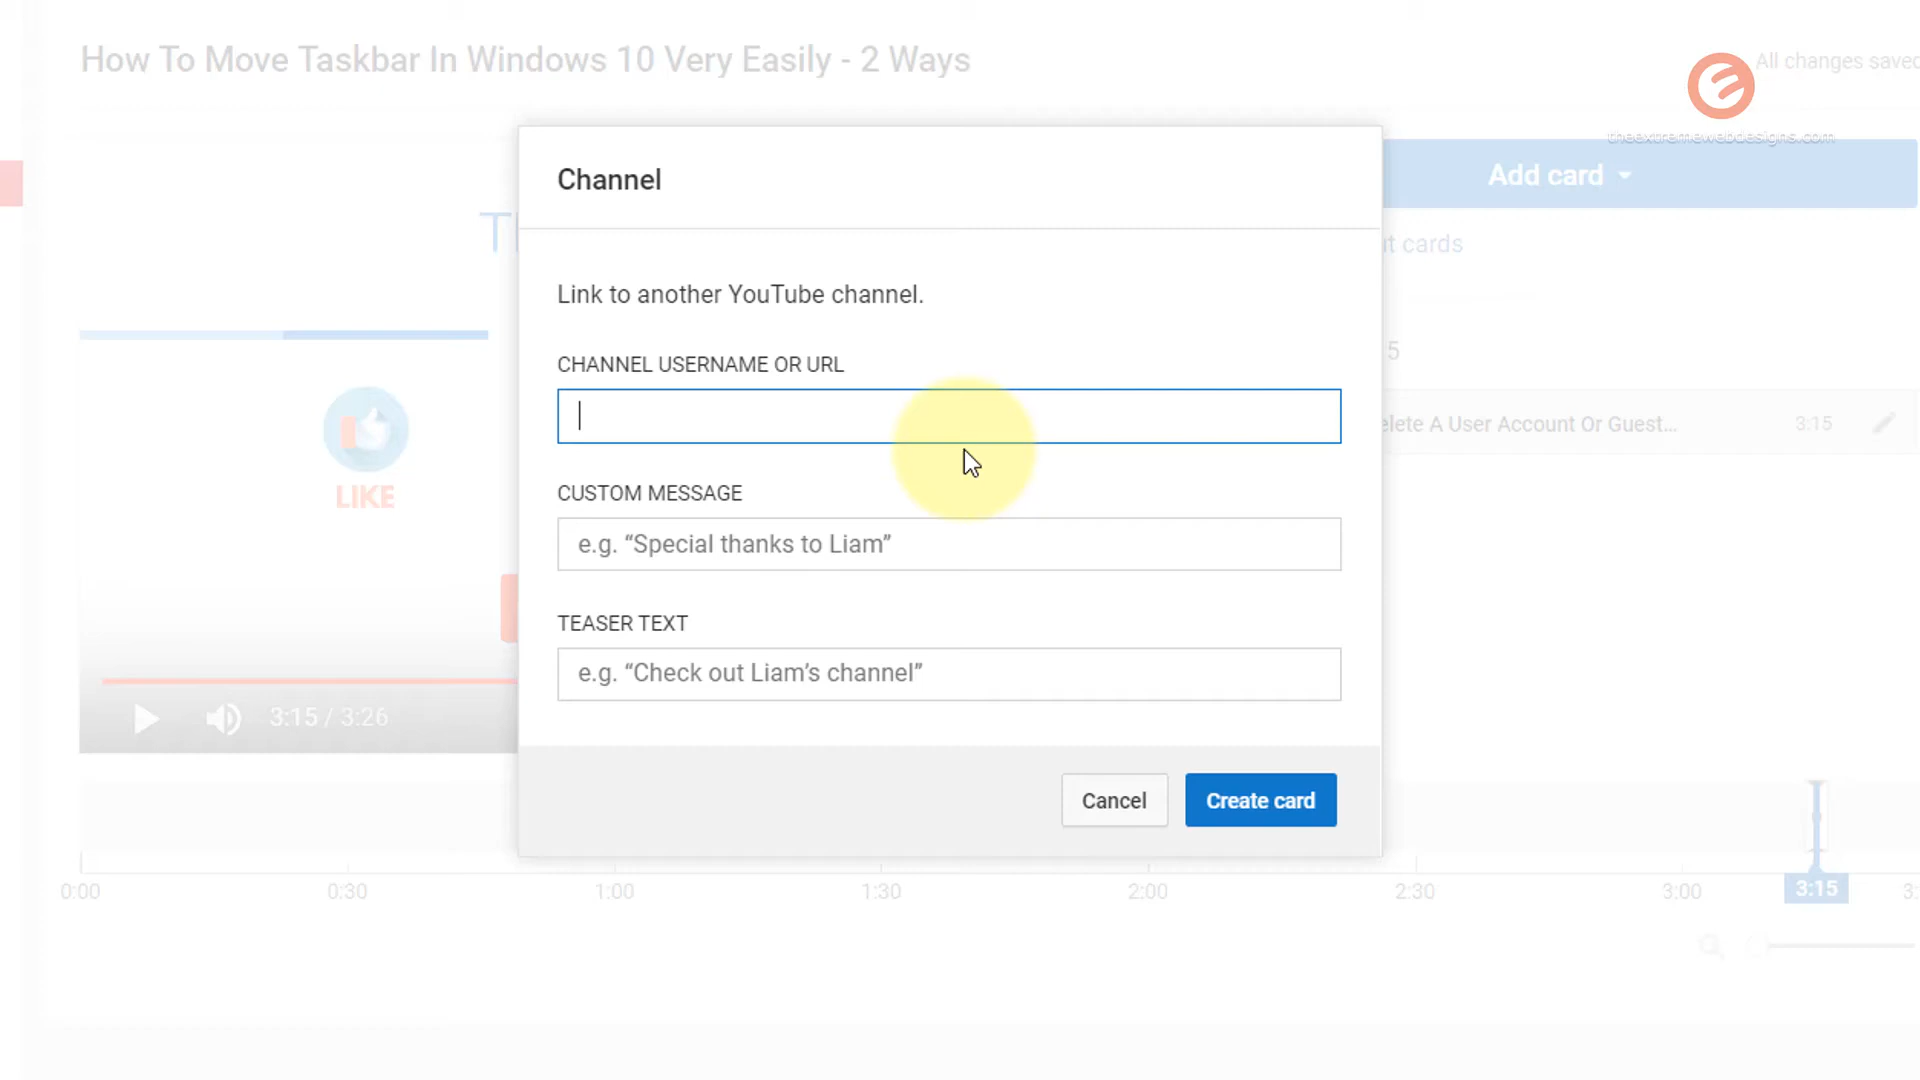 How To Move Taskbar In Windows 10 Very Easily - 2 Ways
All changes saved
theextremewebdesigns.com
Channel
Add card
cards
Link to another YouTube channel.
CHANNEL USERNAME OR URL
5
elete A User Account Or Guest... 3:15
LIKE
CUSTOM MESSAGE
e.g. “Special thanks to Liam”
TEASER TEXT
e.g. “Check out Liam’s channel”
3:15 / 3:26
Cancel
Create card
0:00 0:30 1:00 1:30 2:00 2:30 3:00 3:15